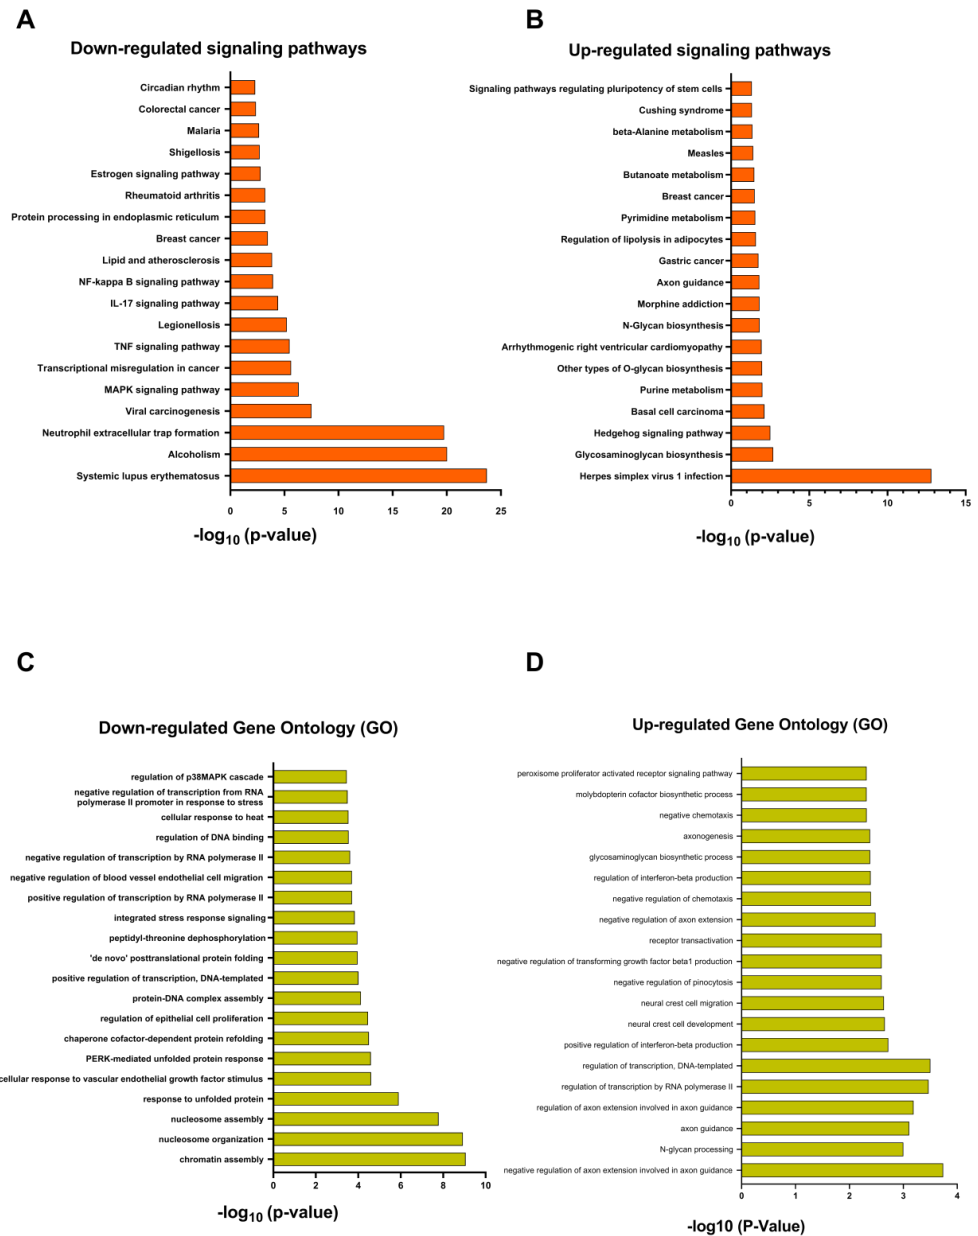 A
Down-regulated signaling pathways
Circadian rhythm
Colorectal cancer
Malaria
Shigellosis
Estrogen signaling pathway
Rheumatoid arthritis
Protein processing in endoplasmic reticulum
Breast cancer
Lipid and atherosclerosis
NF-kappa B signaling pathway
IL-17 signaling pathway
Legionellosis
TNF signaling pathway
Transcriptional misregulation in cancer
MAPK signaling pathway
Viral carcinogenesis
Neutrophil extracellular trap formation
Alcoholism
Systemic lupus erythematosus
0 5 10 15 20 25
-log10 (p-value)
B
Up-regulated signaling pathways
Signaling pathways regulating pluripotency of stem cells
Cushing syndrome
beta-Alanine metabolism
Measles
Butanoate metabolism
Breast cancer
Pyrimidine metabolism
Regulation of lipolysis in adipocytes
Gastric cancer
Axon guidance
Morphine addiction
N-Glycan biosynthesis
Arrhythmogenic right ventricular cardiomyopathy
Other types of O-glycan biosynthesis
Purine metabolism
Basal cell carcinoma
Hedgehog signaling pathway
Glycosaminoglycan biosynthesis
Herpes simplex virus 1 infection
0 5 10 15
-log10 (p-value)
C
Down-regulated Gene Ontology (GO)
regulation of p38MAPK cascade
negative regulation of transcription from RNA
polymerase II promoter in response to stress
cellular response to heat
regulation of DNA binding
negative regulation of transcription by RNA polymerase II
negative regulation of blood vessel endothelial cell migration
positive regulation of transcription by RNA polymerase II
integrated stress response signaling
peptidyl-threonine dephosphorylation
'de novo' posttranslational protein folding
positive regulation of transcription, DNA-templated
protein-DNA complex assembly
regulation of epithelial cell proliferation
chaperone cofactor-dependent protein refolding
PERK-mediated unfolded protein response
cellular response to vascular endothelial growth factor stimulus
response to unfolded protein
nucleosome assembly
nucleosome organization
chromatin assembly
0 2 4 6 8 10
-log10 (p-value)
D
Up-regulated Gene Ontology (GO)
peroxisome proliferator activated receptor signaling pathway
molybdopterin cofactor biosynthetic process
negative chemotaxis
axonogenesis
glycosaminoglycan biosynthetic process
regulation of interferon-beta production
negative regulation of chemotaxis
negative regulation of axon extension
receptor transactivation
negative regulation of transforming growth factor beta1 production
negative regulation of pinocytosis
neural crest cell migration
neural crest cell development
positive regulation of interferon-beta production
regulation of transcription, DNA-templated
regulation of transcription by RNA polymerase II
regulation of axon extension involved in axon guidance
axon guidance
N-glycan processing
negative regulation of axon extension involved in axon guidance
0 1 2 3 4
-log10 (P-Value)